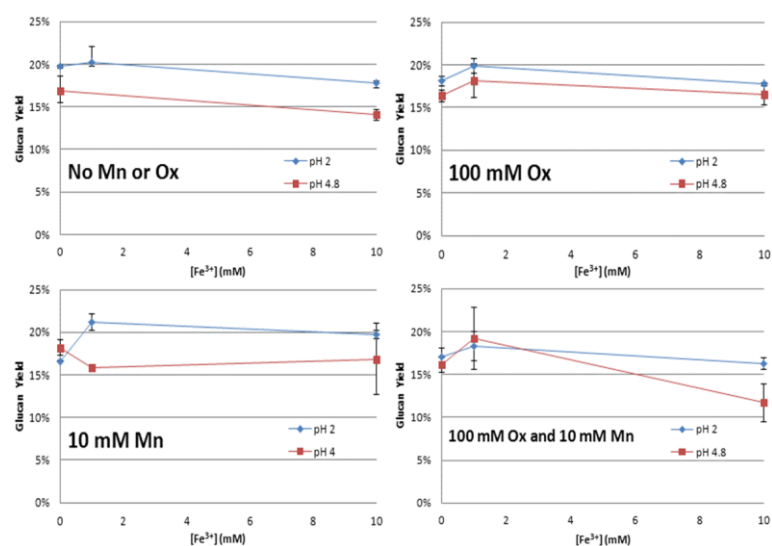 25%
20%
15%
10%
5%
0%
Glucan Yield
No Mn or Ox
pH 2
pH 4.8
0 2 4 6 8 10
[Fe³⁺] (mM)
25%
20%
15%
10%
5%
0%
Glucan Yield
100 mM Ox
pH 2
pH 4.8
0 2 4 6 8 10
[Fe³⁺] (mM)
25%
20%
15%
10%
5%
0%
Glucan Yield
10 mM Mn
pH 2
pH 4
0 2 4 6 8 10
[Fe³⁺] (mM)
25%
20%
15%
10%
5%
0%
Glucan Yield
100 mM Ox and 10 mM Mn
pH 2
pH 4.8
0 2 4 6 8 10
[Fe³⁺] (mM)